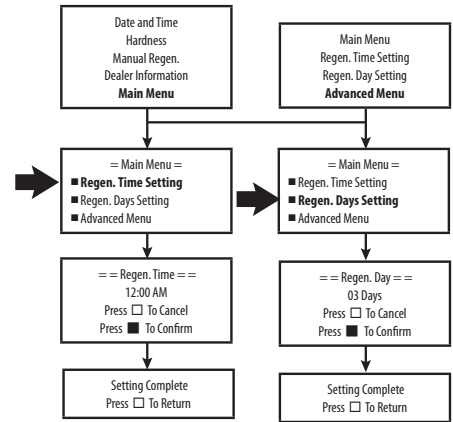 Date and Time
Hardness
Manual Regen.
Dealer Information
Main Menu
Main Menu
Regen. Time Setting
Regen. Day Setting
Advanced Menu
= Main Menu =
■ Regen. Time Setting
■ Regen. Days Setting
■ Advanced Menu
= Main Menu =
■ Regen. Time Setting
■ Regen. Days Setting
■ Advanced Menu
= = Regen. Time = =
12:00 AM
Press □ To Cancel
Press ■ To Confirm
= = Regen. Day = =
03 Days
Press □ To Cancel
Press ■ To Confirm
Setting Complete
Press □ To Return
Setting Complete
Press □ To Return